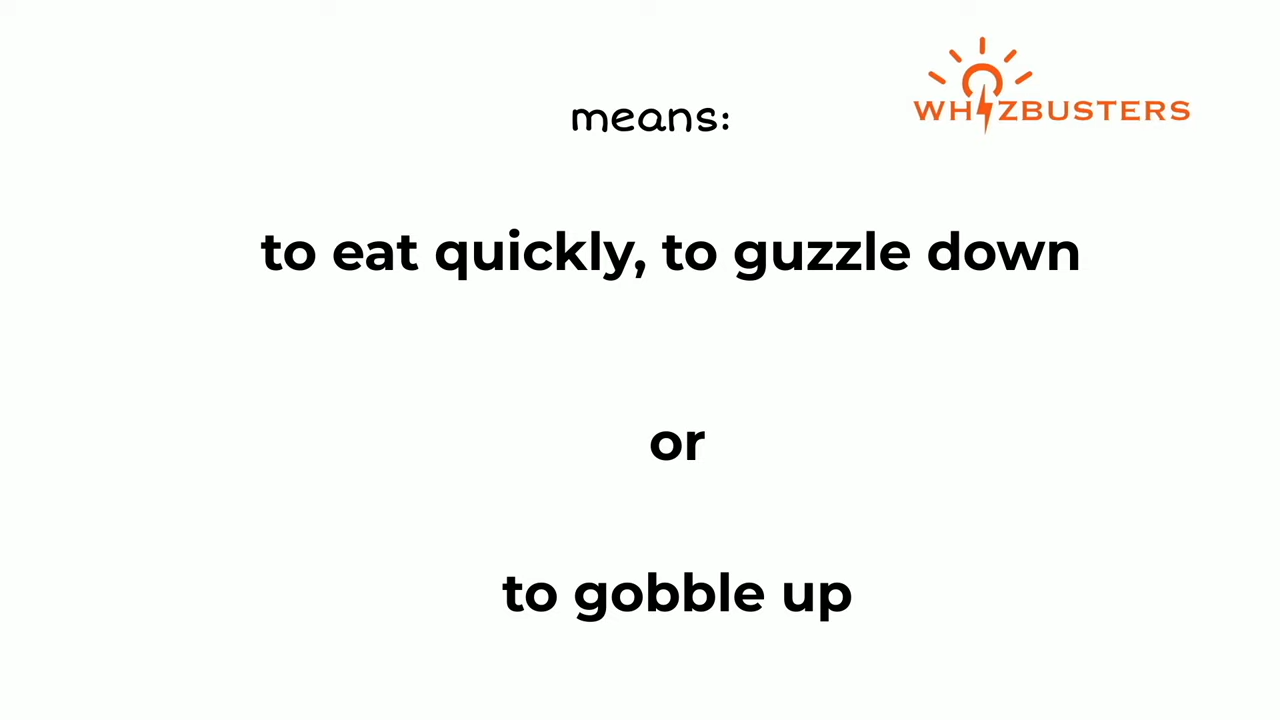 WHIZBUSTERS
means:
to eat quickly, to guzzle down
or
to gobble up